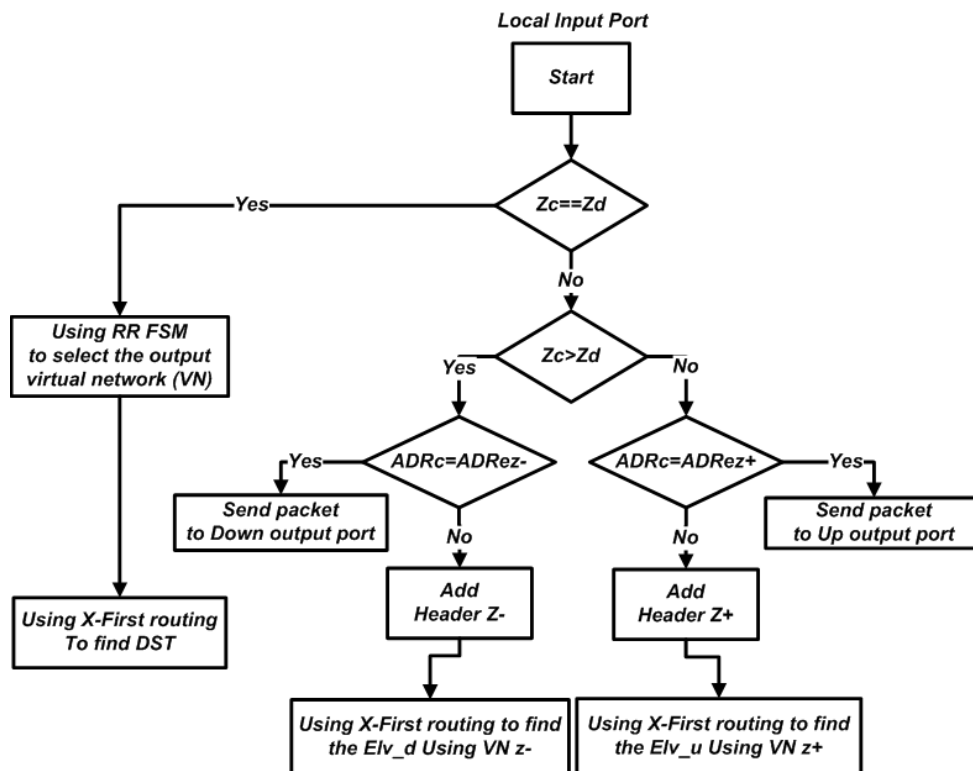 Local Input Port
Start
Zc==Zd
Yes
No
Using RR FSM
to select the output
virtual network (VN)
Zc>Zd
Yes
No
ADRc=ADRez-
ADRc=ADRez+
Yes
Yes
Send packet
to Down output port
Send packet
to Up output port
No
No
Add
Header Z-
Add
Header Z+
Using X-First routing
To find DST
Using X-First routing to find
the Elv_d Using VN z-
Using X-First routing to find
the Elv_u Using VN z+